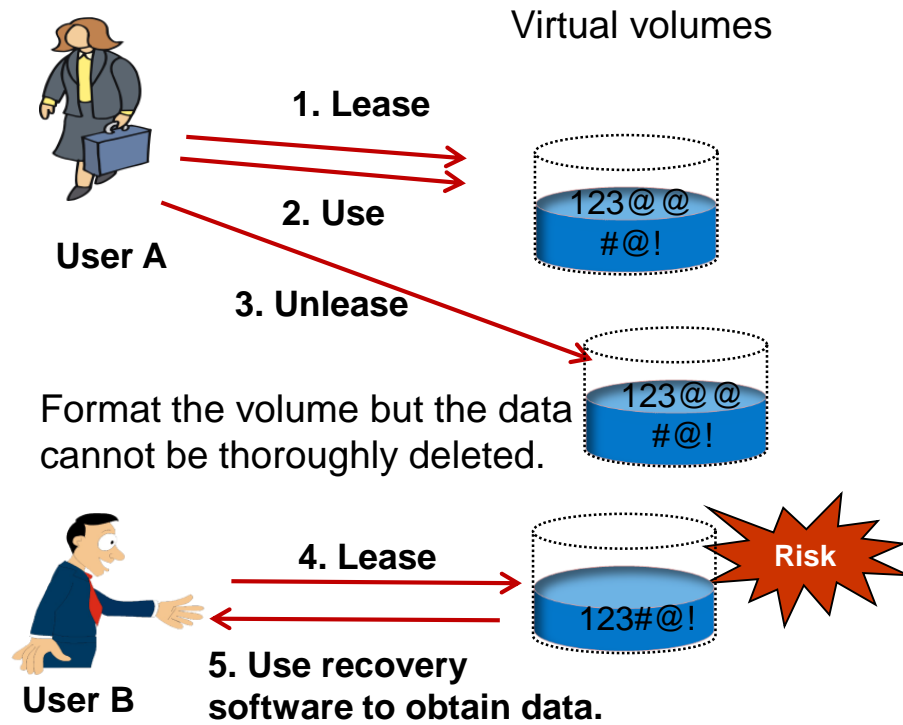 Virtual volumes
1. Lease
123@@
#@!
2. Use
User A
3. Unlease
123@@
#@!
Format the volume but the data
cannot be thoroughly deleted.
4. Lease
Risk
123#@!
5. Use recovery
software to obtain data.
User B